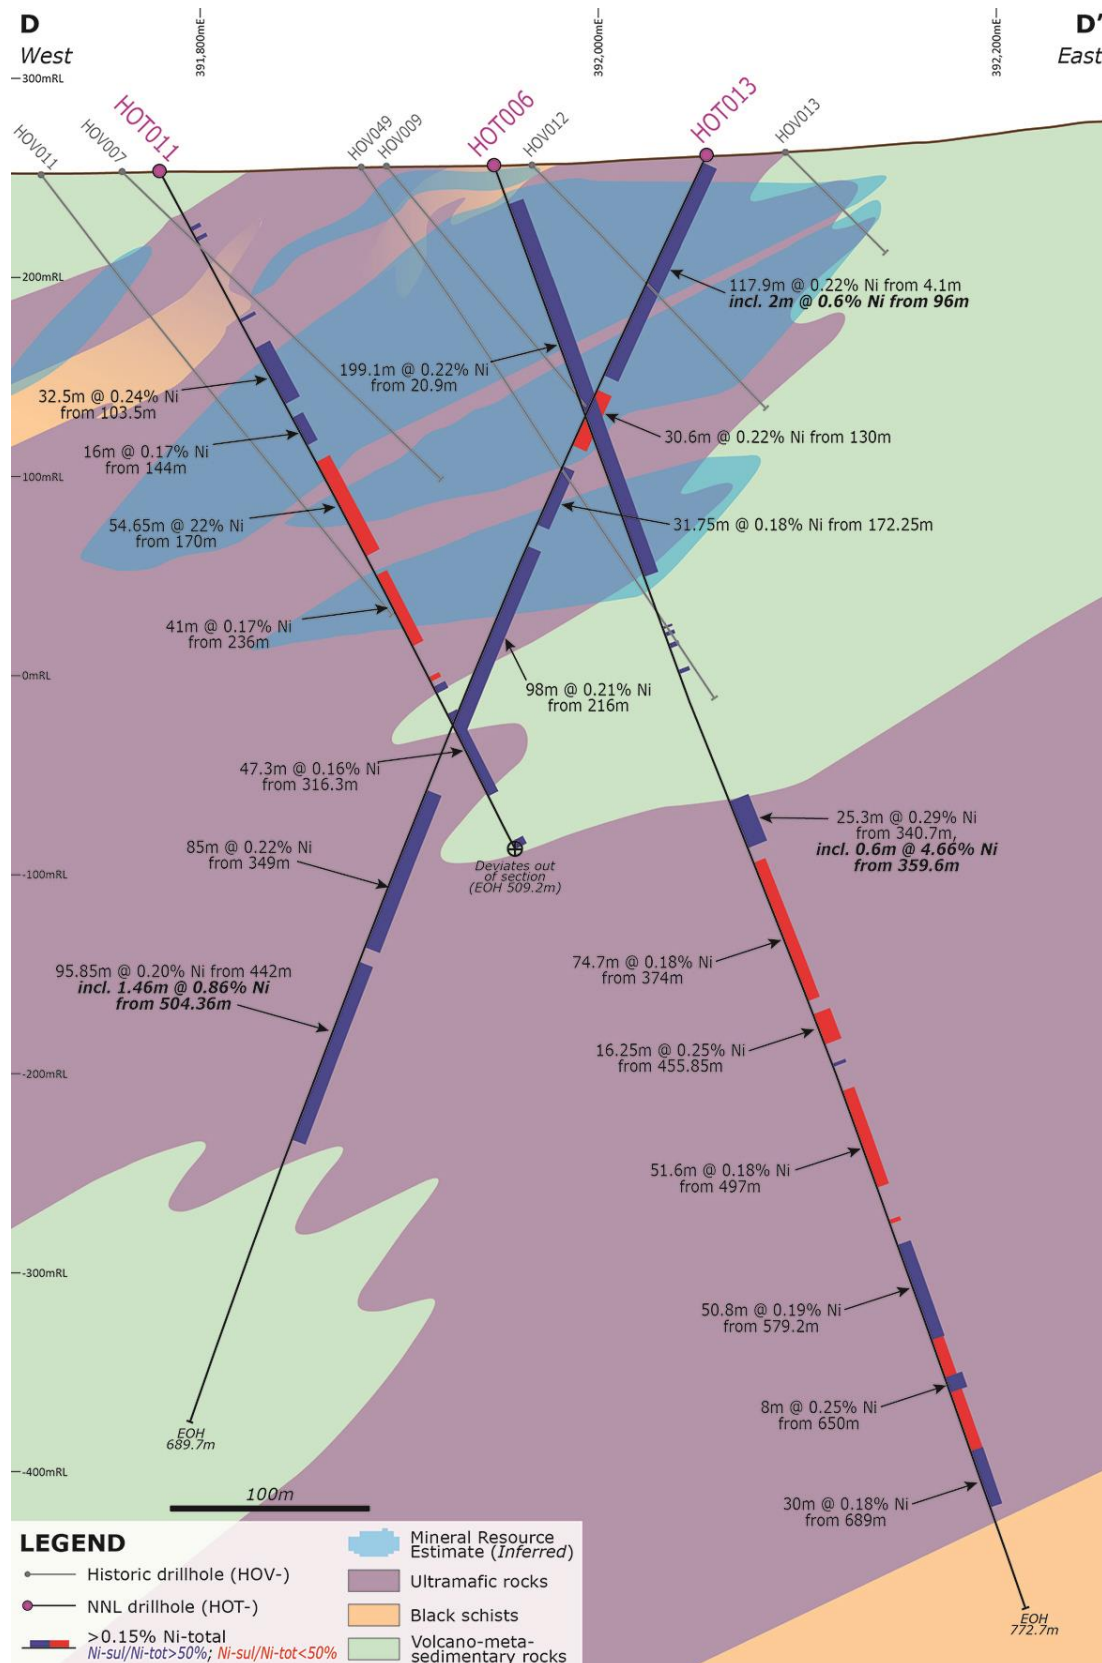 D
D'
West
East
391,800mE
392,000mE
392,200mE
300mRL
HOV011
HOV007
HOT011
HOV049
HOV009
HOT006
HOV012
HOT013
HOV013
200mRL
117.9m @ 0.22% Ni from 4.1m
incl. 2m @ 0.6% Ni from 96m
199.1m @ 0.22% Ni
from 20.9m
32.5m @ 0.24% Ni
from 103.5m
16m @ 0.17% Ni
from 144m
30.6m @ 0.22% Ni from 130m
100mRL
54.65m @ 22% Ni
from 170m
31.75m @ 0.18% Ni from 172.25m
41m @ 0.17% Ni
from 236m
0mRL
98m @ 0.21% Ni
from 216m
47.3m @ 0.16% Ni
from 316.3m
85m @ 0.22% Ni
from 349m
25.3m @ 0.29% Ni
from 340.7m,
incl. 0.6m @ 4.66% Ni
from 359.6m
-100mRL
Deviates out
of section
(EOH 509.2m)
95.85m @ 0.20% Ni from 442m
incl. 1.46m @ 0.86% Ni
from 504.36m
74.7m @ 0.18% Ni
from 374m
16.25m @ 0.25% Ni
from 455.85m
-200mRL
51.6m @ 0.18% Ni
from 497m
-300mRL
50.8m @ 0.19% Ni
from 579.2m
8m @ 0.25% Ni
from 650m
EOH
689.7m
-400mRL
100m
30m @ 0.18% Ni
from 689m
EOH
772.7m
LEGEND
Historic drillhole (HOV-)
NNL drillhole (HOT-)
>0.15% Ni-total
Ni-sul/Ni-tot>50%; Ni-sul/Ni-tot<50%
Mineral Resource
Estimate (Inferred)
Ultramafic rocks
Black schists
Volcano-meta-
sedimentary rocks